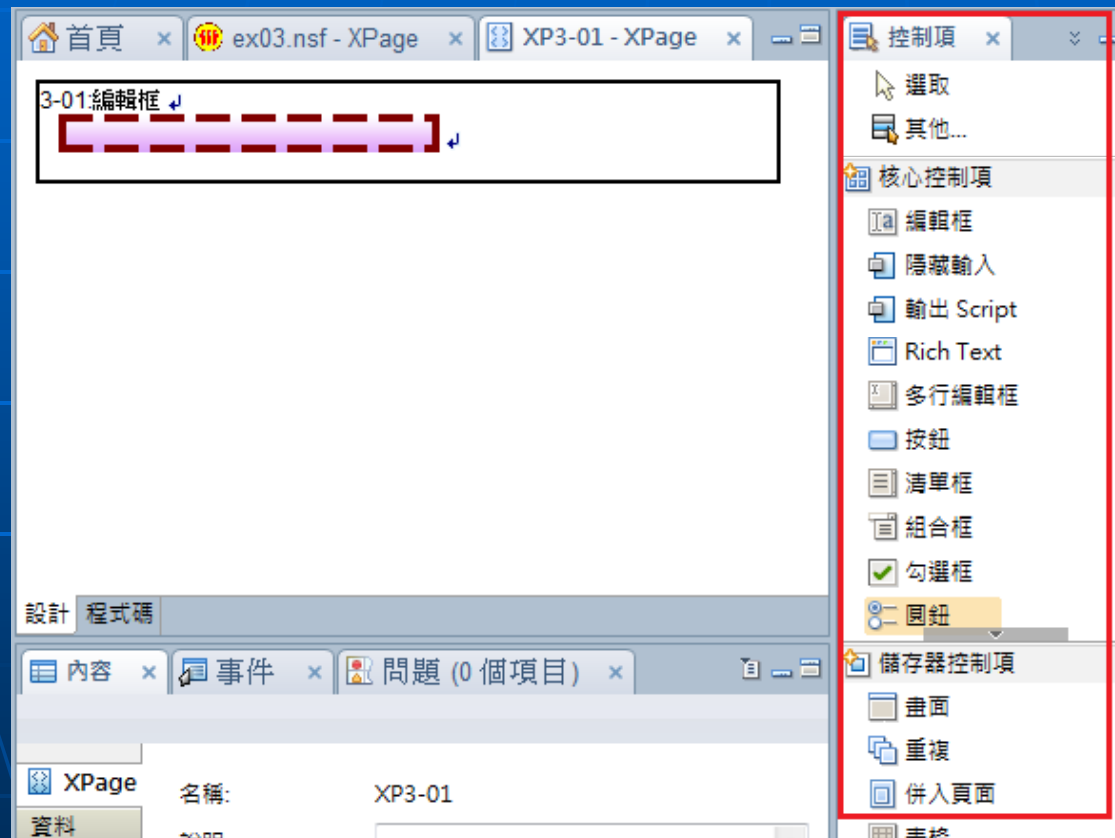 首頁
ex03.nsf - XPage
XP3-01 - XPage
3-01:編輯框
設計 程式碼
內容
事件
問題 (0 個項目)
XPage
名稱: XP3-01
資料
控制項
選取
其他...
核心控制項
編輯框
隱藏輸入
輸出 Script
Rich Text
多行編輯框
按鈕
清單框
組合框
勾選框
圓鈕
儲存器控制項
畫面
重複
併入頁面